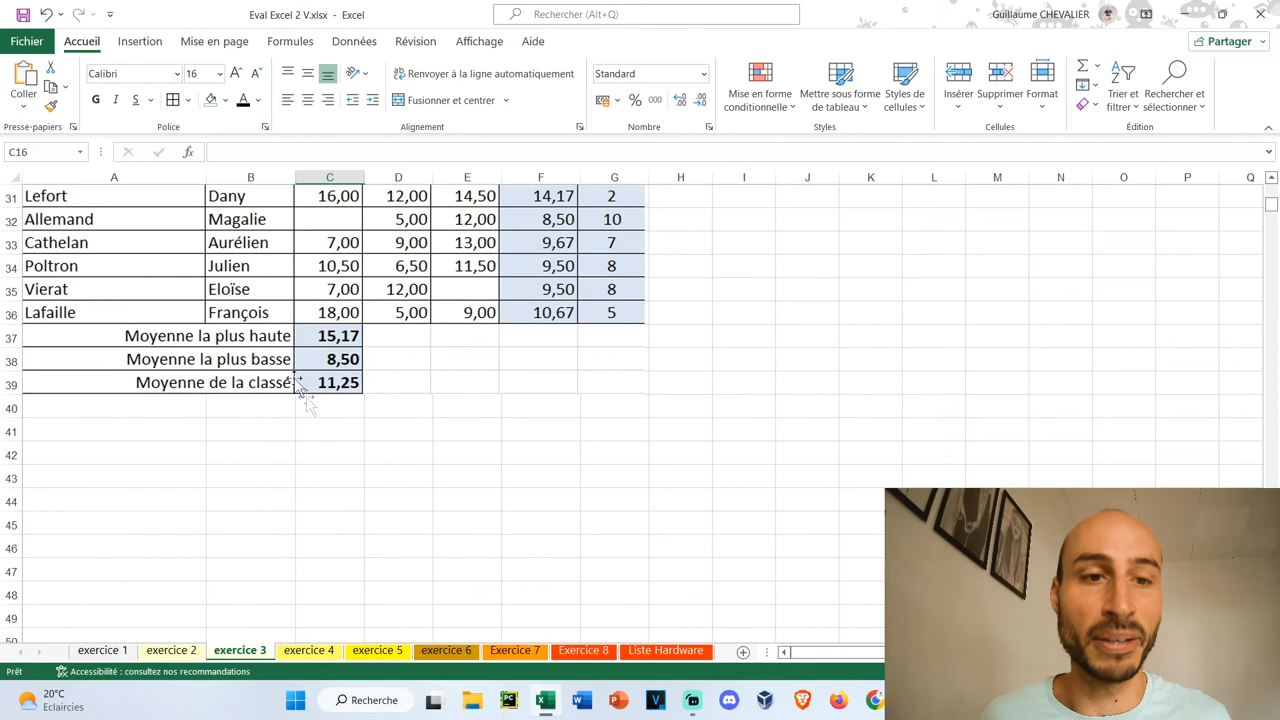 Eval Excel 2 V.xlsx - Excel
Rechercher (Alt+Q)
Guillaume CHEVALIER
Fichier Accueil Insertion Mise en page Formules Données Révision Affichage Aide
Partager
Calibri 16 Renvoyer à la ligne automatiquement Standard
Coller G I S A Fusionner et centrer % 000
Mise en forme conditionnelle
Mettre sous forme de tableau
Styles de cellules
Insérer Supprimer Format
Trier et filtrer
Rechercher et sélectionner
Presse-papiers Police Alignement Nombre Styles Cellules Édition
C16 fx
A B C D E F G H I J K L M N O P Q
31 Lefort Dany 16,00 12,00 14,50 14,17 2
32 Allemand Magalie 5,00 12,00 8,50 10
33 Cathelan Aurélien 7,00 9,00 13,00 9,67 7
34 Poltron Julien 10,50 6,50 11,50 9,50 8
35 Vierat Eloïse 7,00 12,00 9,50 8
36 Lafaille François 18,00 5,00 9,00 10,67 5
37 Moyenne la plus haute 15,17
38 Moyenne la plus basse 8,50
39 Moyenne de la classe 11,25
40
41
42
43
44
45
46
47
48
49
50
exercice 1 exercice 2 exercice 3 exercice 4 exercice 5 exercice 6 Exercice 7 Exercice 8 Liste Hardware
Prêt Accessibilité : consultez nos recommandations
20°C
Eclaircies
Recherche